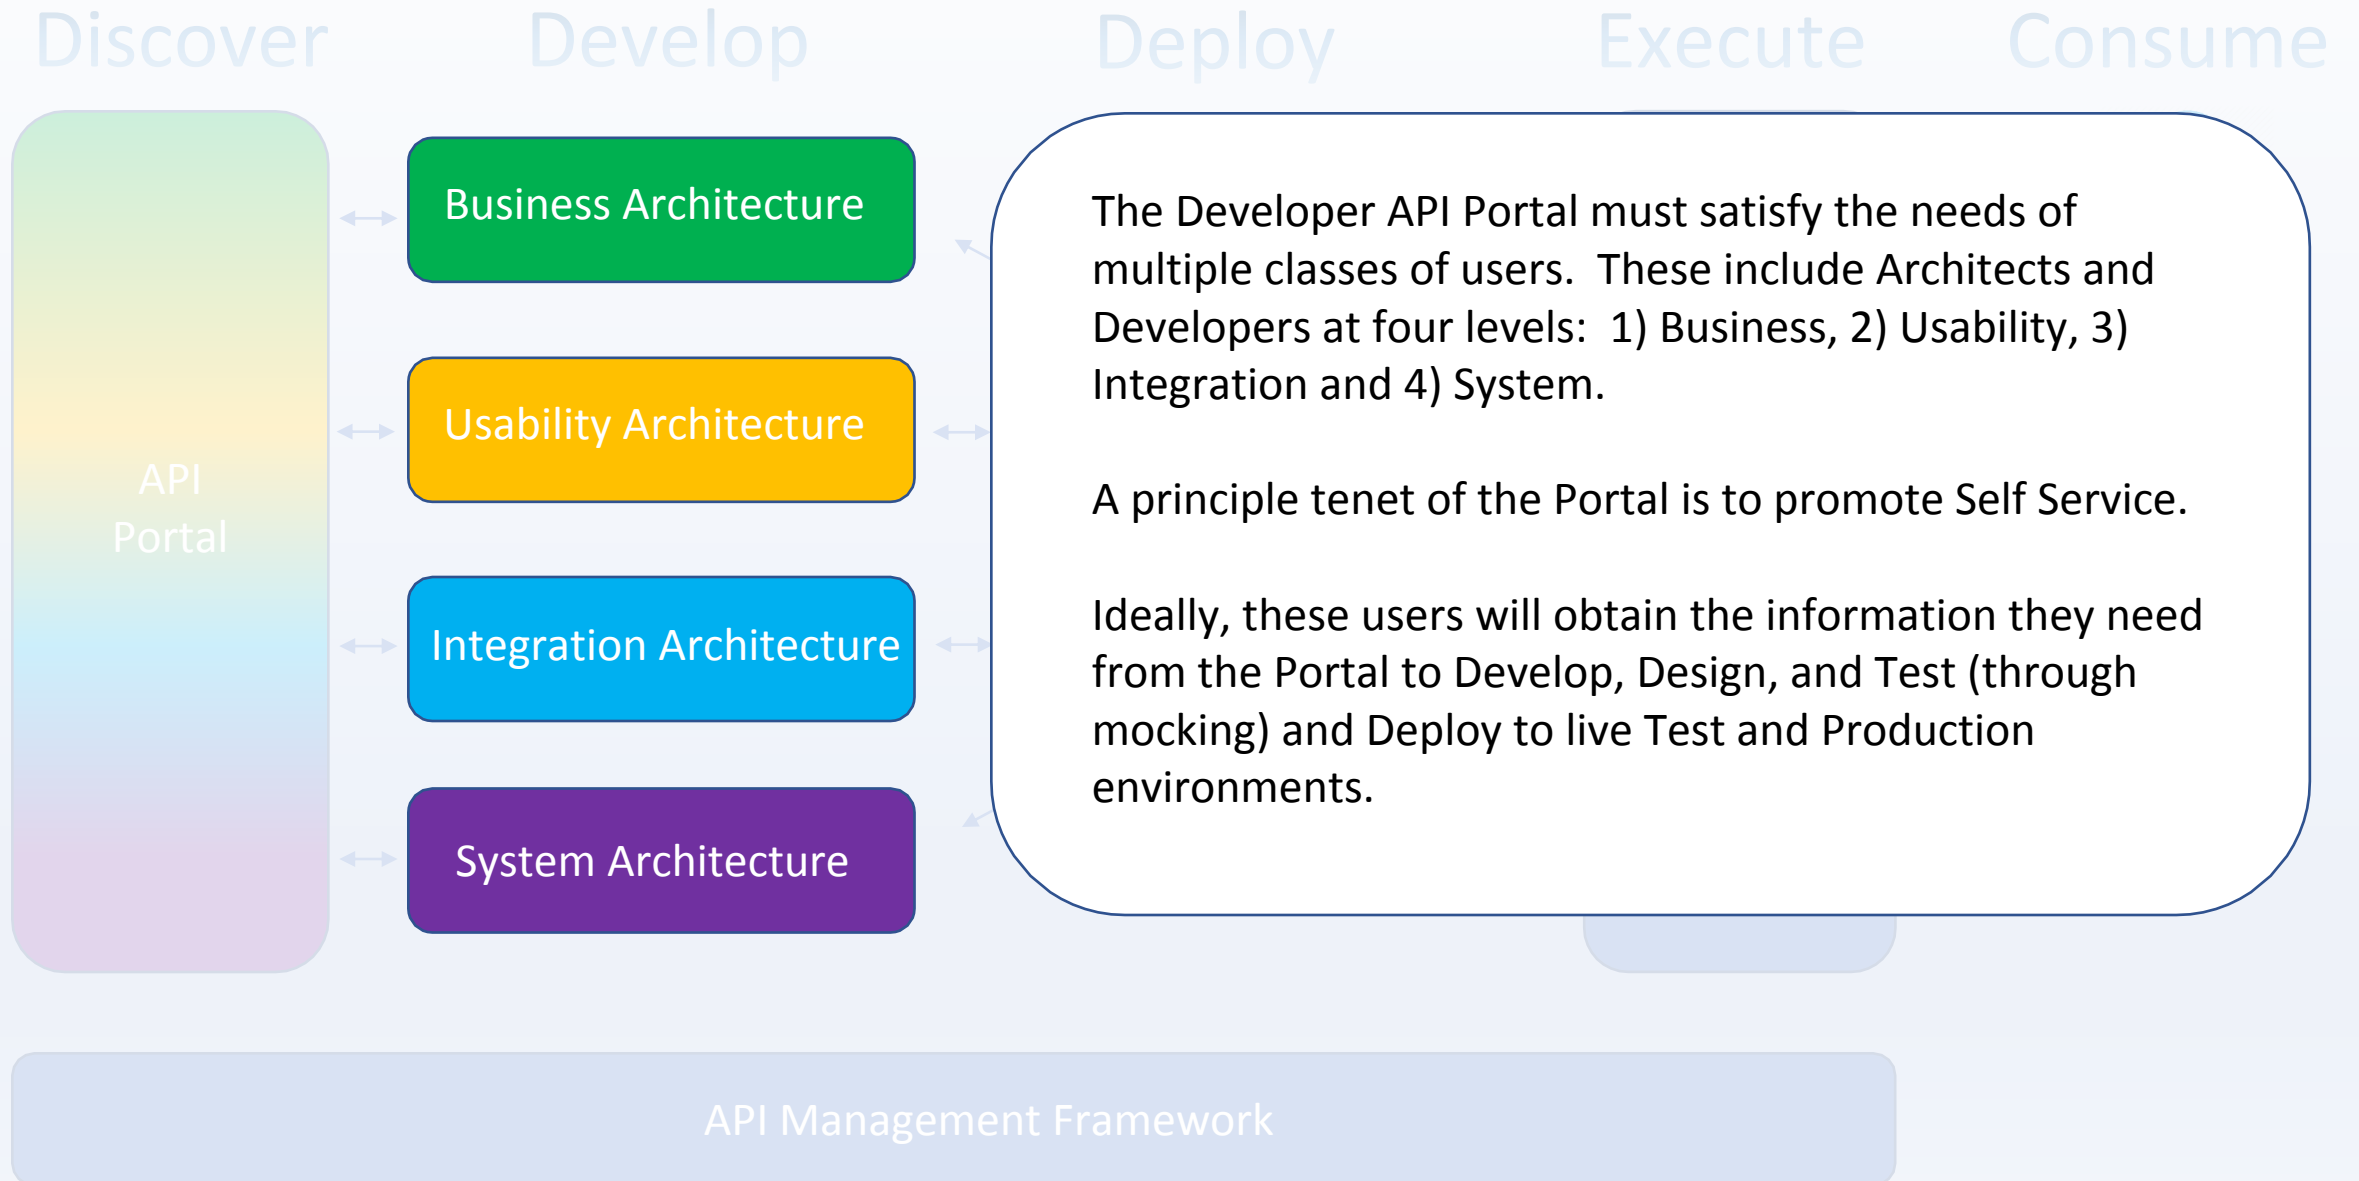 Discover Develop Deploy Execute Consume
API
Portal
Business Architecture
Usability Architecture
Integration Architecture
System Architecture
The Developer API Portal must satisfy the needs of
multiple classes of users.  These include Architects and
Developers at four levels:  1) Business, 2) Usability, 3)
Integration and 4) System.
A principle tenet of the Portal is to promote Self Service.
Ideally, these users will obtain the information they need
from the Portal to Develop, Design, and Test (through
mocking) and Deploy to live Test and Production
environments.
API Management Framework